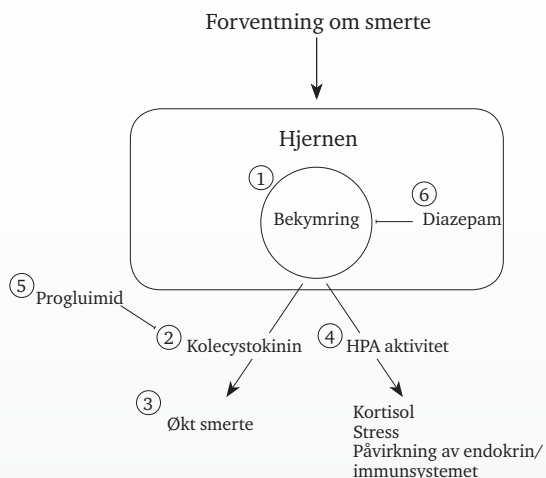 Forventning om smerte
Hjernen
1
6
Bekymring
Diazepam
5
Progluimid
2
Kolecystokinin
4
HPA aktivitet
3
Økt smerte
Kortisol
Stress
Påvirkning av endokrin/
immunsystemet